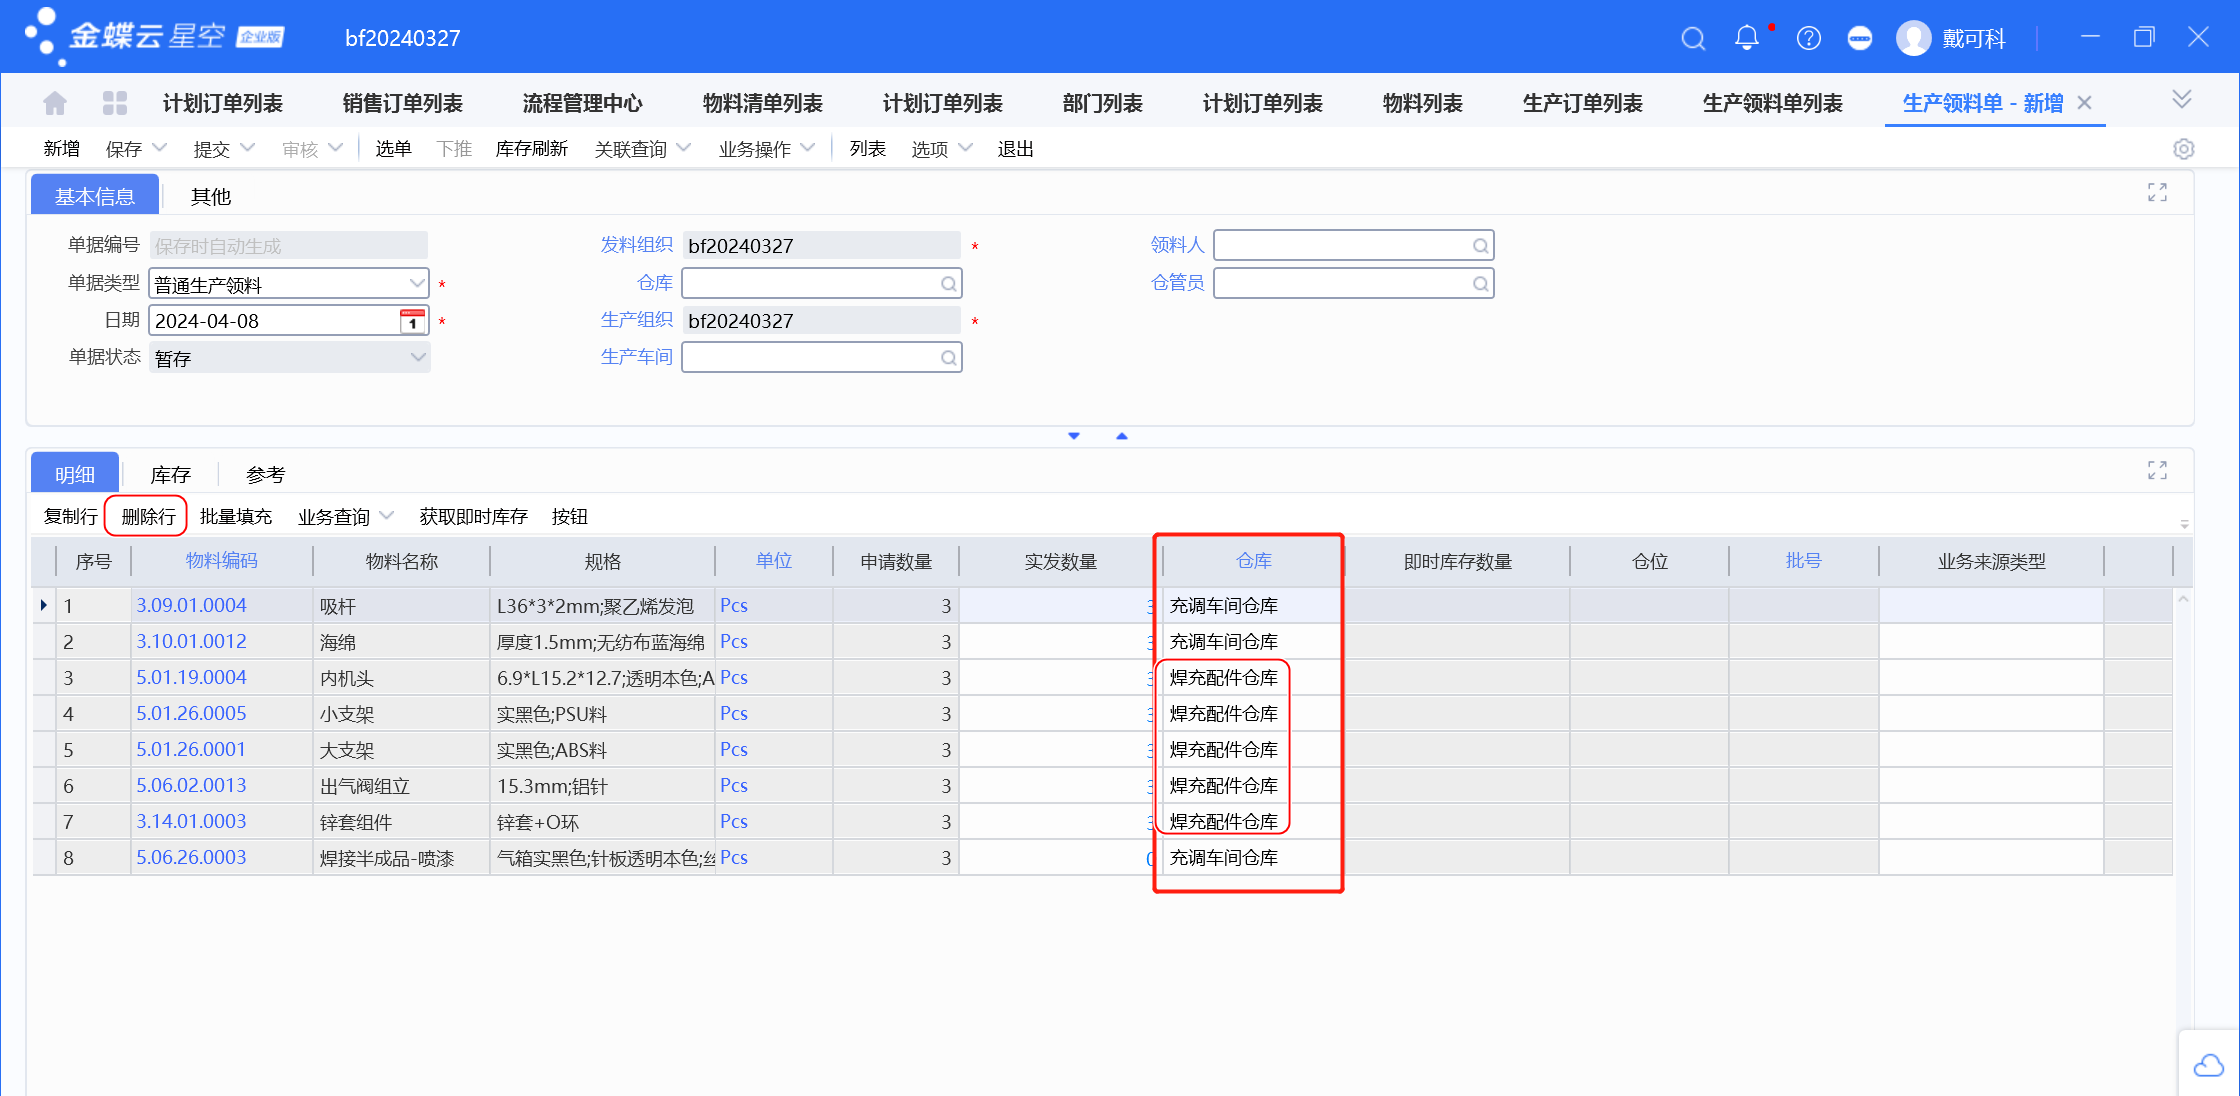 金蝶云 星空 企业版 bf20240327 戴可科
计划订单列表 销售订单列表 流程管理中心 物料清单列表 计划订单列表 部门列表 计划订单列表 物料列表 生产订单列表 生产领料单列表 生产领料单 - 新增
新增 保存 提交 审核 选单 下推 库存刷新 关联查询 业务操作 列表 选项 退出
基本信息 其他
单据编号 保存时自动生成 发料组织 bf20240327 * 领料人
单据类型 普通生产领料 * 仓库 仓管员
日期 2024-04-08 1 * 生产组织 bf20240327 *
单据状态 暂存 生产车间
明细 库存 参考
复制行 删除行 批量填充 业务查询 获取即时库存 按钮
序号 物料编码 物料名称 规格 单位 申请数量 实发数量 仓库 即时库存数量 仓位 批号 业务来源类型
1 3.09.01.0004 吸杆 L36*3*2mm;聚乙烯发泡 Pcs 3 3 充调车间仓库
2 3.10.01.0012 海绵 厚度1.5mm;无纺布蓝海绵 Pcs 3 3 充调车间仓库
3 5.01.19.0004 内机头 6.9*L15.2*12.7;透明本色;A Pcs 3 3 焊充配件仓库
4 5.01.26.0005 小支架 实黑色;PSU料 Pcs 3 3 焊充配件仓库
5 5.01.26.0001 大支架 实黑色;ABS料 Pcs 3 3 焊充配件仓库
6 5.06.02.0013 出气阀组立 15.3mm;铝针 Pcs 3 3 焊充配件仓库
7 3.14.01.0003 锌套组件 锌套+O环 Pcs 3 3 焊充配件仓库
8 5.06.26.0003 焊接半成品-喷漆 气箱实黑色;针板透明本色;丝 Pcs 3 0 充调车间仓库